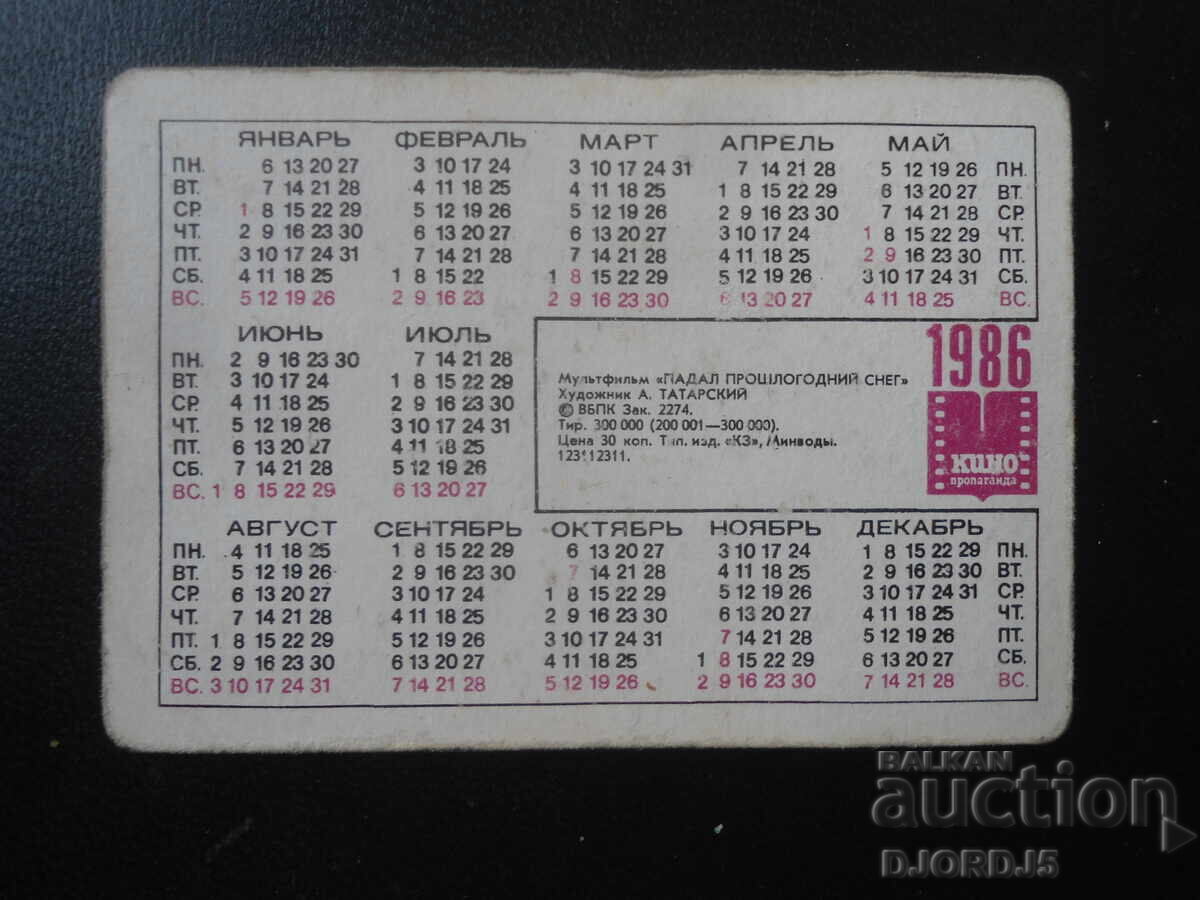 ЯНВАРЬ ФЕВРАЛЬ МАРТ АПРЕЛЬ МАЙ
ПН. 6 13 20 27 3 10 17 24 3 10 17 24 31 7 14 21 28 5 12 19 26 ПН.
ВТ. 7 14 21 28 4 11 18 25 4 11 18 25 1 8 15 22 29 6 13 20 27 ВТ.
СР. 1 8 15 22 29 5 12 19 26 5 12 19 26 2 9 16 23 30 7 14 21 28 СР.
ЧТ. 2 9 16 23 30 6 13 20 27 6 13 20 27 3 10 17 24 1 8 15 22 29 ЧТ.
ПТ. 3 10 17 24 31 7 14 21 28 7 14 21 28 4 11 18 25 2 9 16 23 30 ПТ.
СБ. 4 11 18 25 1 8 15 22 1 8 15 22 29 5 12 19 26 3 10 17 24 31 СБ.
ВС. 5 12 19 26 2 9 16 23 2 9 16 23 30 6 13 20 27 4 11 18 25 ВС.
ИЮНЬ ИЮЛЬ
ПН. 2 9 16 23 30 7 14 21 28
ВТ. 3 10 17 24 1 8 15 22 29
СР. 4 11 18 25 2 9 16 23 30
ЧТ. 5 12 19 26 3 10 17 24 31
ПТ. 6 13 20 27 4 11 18 25
СБ. 7 14 21 28 5 12 19 26
ВС. 1 8 15 22 29 6 13 20 27
Мультфильм «ПАДАЛ ПРОШЛОГОДНИЙ СНЕГ»
Художник А. ТАТАРСКИЙ
© ВБПК Зак. 2274.
Тир. 300 000 (200 001—300 000).
Цена 30 коп. Тип. изд. «КЗ», Минводы.
123112311.
1986
кино
пропаганда
АВГУСТ СЕНТЯБРЬ ОКТЯБРЬ НОЯБРЬ ДЕКАБРЬ
ПН. 4 11 18 25 1 8 15 22 29 6 13 20 27 3 10 17 24 1 8 15 22 29 ПН.
ВТ. 5 12 19 26 2 9 16 23 30 7 14 21 28 4 11 18 25 2 9 16 23 30 ВТ.
СР. 6 13 20 27 3 10 17 24 1 8 15 22 29 5 12 19 26 3 10 17 24 31 СР.
ЧТ. 7 14 21 28 4 11 18 25 2 9 16 23 30 6 13 20 27 4 11 18 25 ЧТ.
ПТ. 1 8 15 22 29 5 12 19 26 3 10 17 24 31 7 14 21 28 5 12 19 26 ПТ.
СБ. 2 9 16 23 30 6 13 20 27 4 11 18 25 1 8 15 22 29 6 13 20 27 СБ.
ВС. 3 10 17 24 31 7 14 21 28 5 12 19 26 2 9 16 23 30 7 14 21 28 ВС.
BALKAN
auction
DJORDJ5